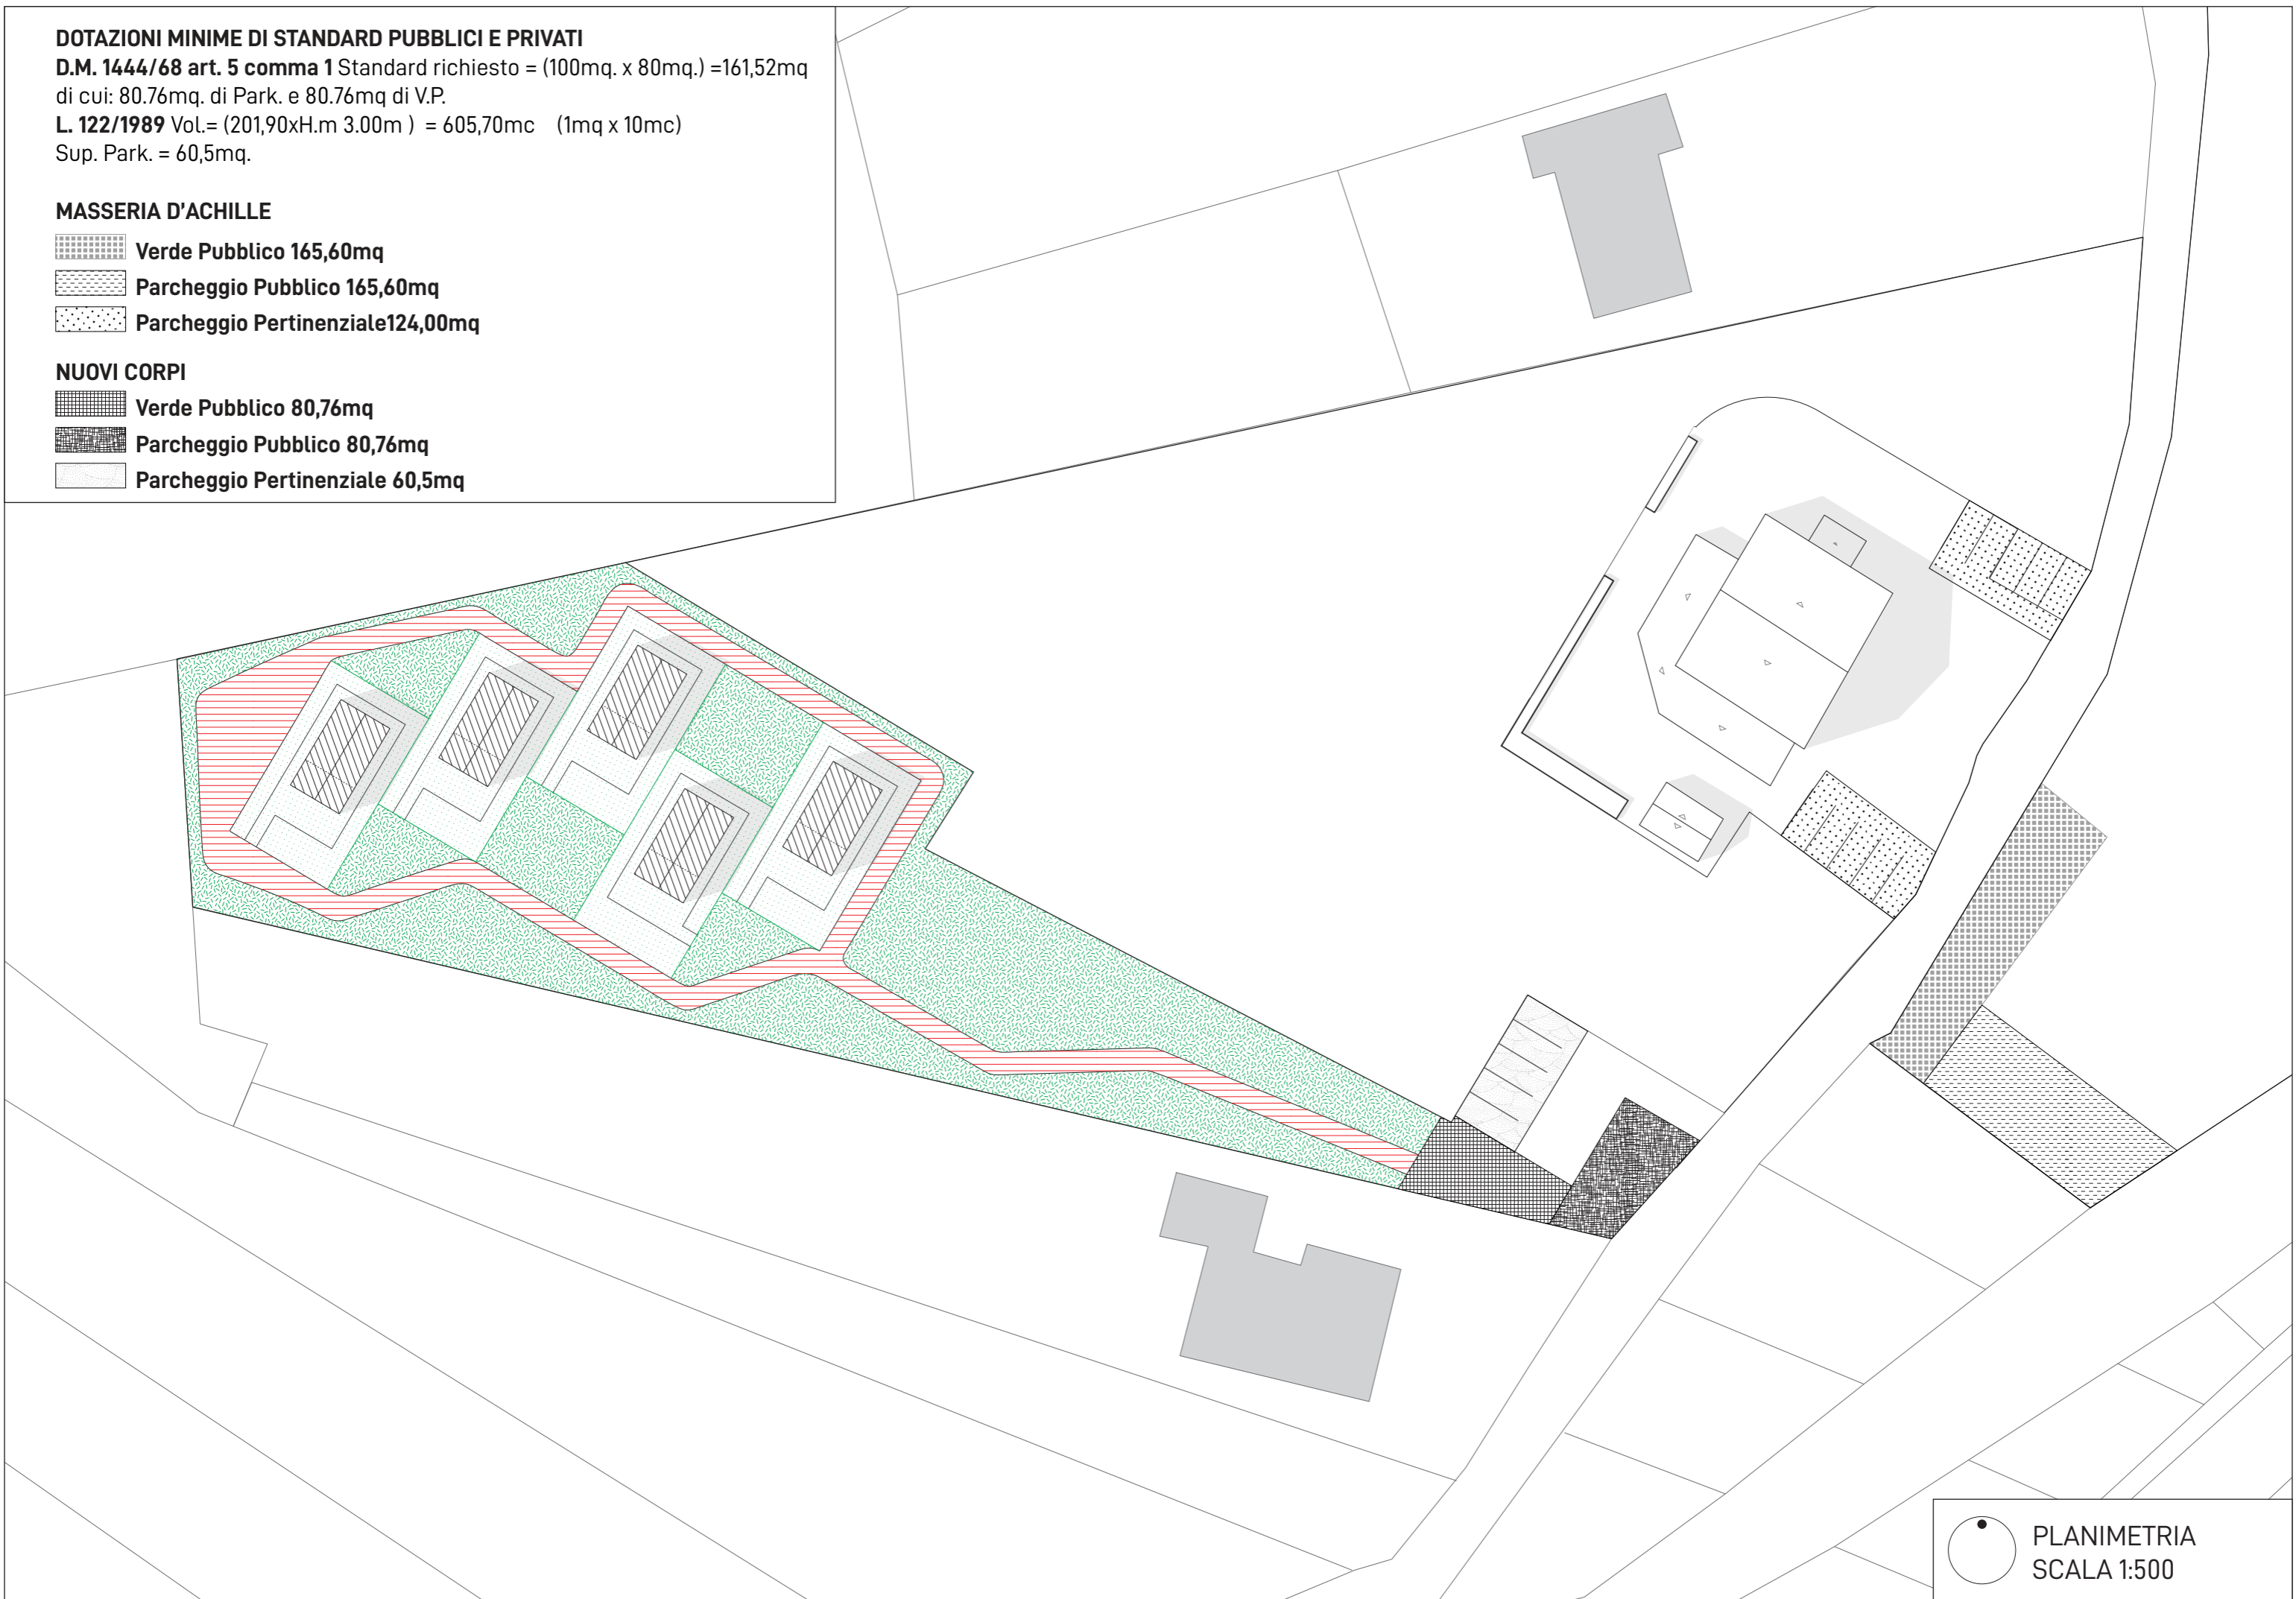 DOTAZIONI MINIME DI STANDARD PUBBLICI E PRIVATI
D.M. 1444/68 art. 5 comma 1 Standard richiesto = (100mq. x 80mq.) =161,52mq
di cui: 80.76mq. di Park. e 80.76mq di V.P.
L. 122/1989 Vol.= (201,90xH.m 3.00m ) = 605,70mc (1mq x 10mc)
Sup. Park. = 60,5mq.
MASSERIA D'ACHILLE
Verde Pubblico 165,60mq
Parcheggio Pubblico 165,60mq
Parcheggio Pertinenziale124,00mq
NUOVI CORPI
Verde Pubblico 80,76mq
Parcheggio Pubblico 80,76mq
Parcheggio Pertinenziale 60,5mq
PLANIMETRIA
SCALA 1:500